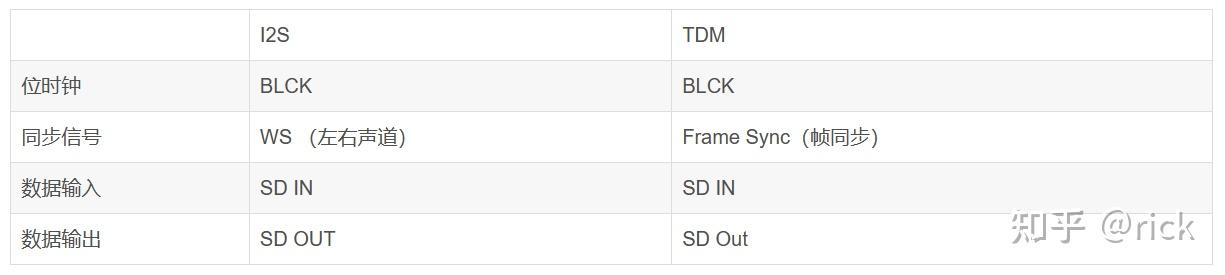 I2S TDM
位时钟 BLCK BLCK
同步信号 WS （左右声道） Frame Sync（帧同步）
数据输入 SD IN SD IN
数据输出 SD OUT SD Out
知乎 @rick